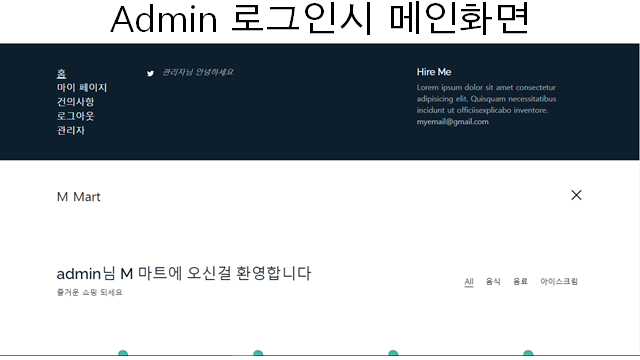 Admin 로그인시 메인화면
홈
마이 페이지
건의사항
로그아웃
관리자
관리자님 안녕하세요
Hire Me
Lorem ipsum dolor sit amet consectetur
adipisicing elit. Quisquam necessitatibus
incidunt ut officiisexplicabo inventore.
myemail@gmail.com
M Mart
admin님 M 마트에 오신걸 환영합니다
즐거운 쇼핑 되세요
All 음식 음료 아이스크림